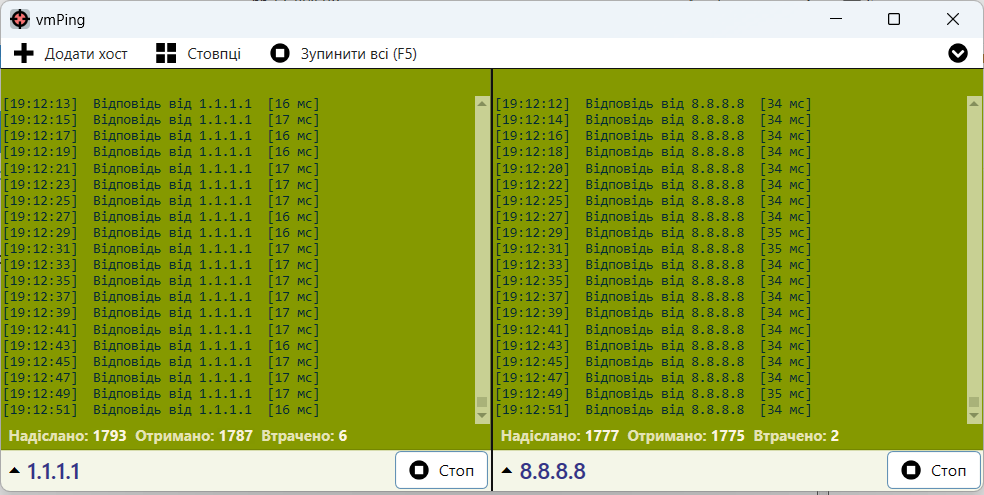 vmPing
Додати хост Стовпці Зупинити всі (F5)
[19:12:13] Відповідь від 1.1.1.1 [16 мс]
[19:12:15] Відповідь від 1.1.1.1 [17 мс]
[19:12:17] Відповідь від 1.1.1.1 [16 мс]
[19:12:19] Відповідь від 1.1.1.1 [16 мс]
[19:12:21] Відповідь від 1.1.1.1 [17 мс]
[19:12:23] Відповідь від 1.1.1.1 [17 мс]
[19:12:25] Відповідь від 1.1.1.1 [17 мс]
[19:12:27] Відповідь від 1.1.1.1 [16 мс]
[19:12:29] Відповідь від 1.1.1.1 [16 мс]
[19:12:31] Відповідь від 1.1.1.1 [17 мс]
[19:12:33] Відповідь від 1.1.1.1 [17 мс]
[19:12:35] Відповідь від 1.1.1.1 [17 мс]
[19:12:37] Відповідь від 1.1.1.1 [17 мс]
[19:12:39] Відповідь від 1.1.1.1 [17 мс]
[19:12:41] Відповідь від 1.1.1.1 [17 мс]
[19:12:43] Відповідь від 1.1.1.1 [16 мс]
[19:12:45] Відповідь від 1.1.1.1 [17 мс]
[19:12:47] Відповідь від 1.1.1.1 [17 мс]
[19:12:49] Відповідь від 1.1.1.1 [17 мс]
[19:12:51] Відповідь від 1.1.1.1 [16 мс]
Надіслано: 1793 Отримано: 1787 Втрачено: 6
1.1.1.1 Стоп
[19:12:12] Відповідь від 8.8.8.8 [34 мс]
[19:12:14] Відповідь від 8.8.8.8 [34 мс]
[19:12:16] Відповідь від 8.8.8.8 [34 мс]
[19:12:18] Відповідь від 8.8.8.8 [34 мс]
[19:12:20] Відповідь від 8.8.8.8 [34 мс]
[19:12:22] Відповідь від 8.8.8.8 [34 мс]
[19:12:25] Відповідь від 8.8.8.8 [34 мс]
[19:12:27] Відповідь від 8.8.8.8 [34 мс]
[19:12:29] Відповідь від 8.8.8.8 [35 мс]
[19:12:31] Відповідь від 8.8.8.8 [35 мс]
[19:12:33] Відповідь від 8.8.8.8 [34 мс]
[19:12:35] Відповідь від 8.8.8.8 [34 мс]
[19:12:37] Відповідь від 8.8.8.8 [34 мс]
[19:12:39] Відповідь від 8.8.8.8 [34 мс]
[19:12:41] Відповідь від 8.8.8.8 [34 мс]
[19:12:43] Відповідь від 8.8.8.8 [34 мс]
[19:12:45] Відповідь від 8.8.8.8 [34 мс]
[19:12:47] Відповідь від 8.8.8.8 [34 мс]
[19:12:49] Відповідь від 8.8.8.8 [35 мс]
[19:12:51] Відповідь від 8.8.8.8 [34 мс]
Надіслано: 1777 Отримано: 1775 Втрачено: 2
8.8.8.8 Стоп